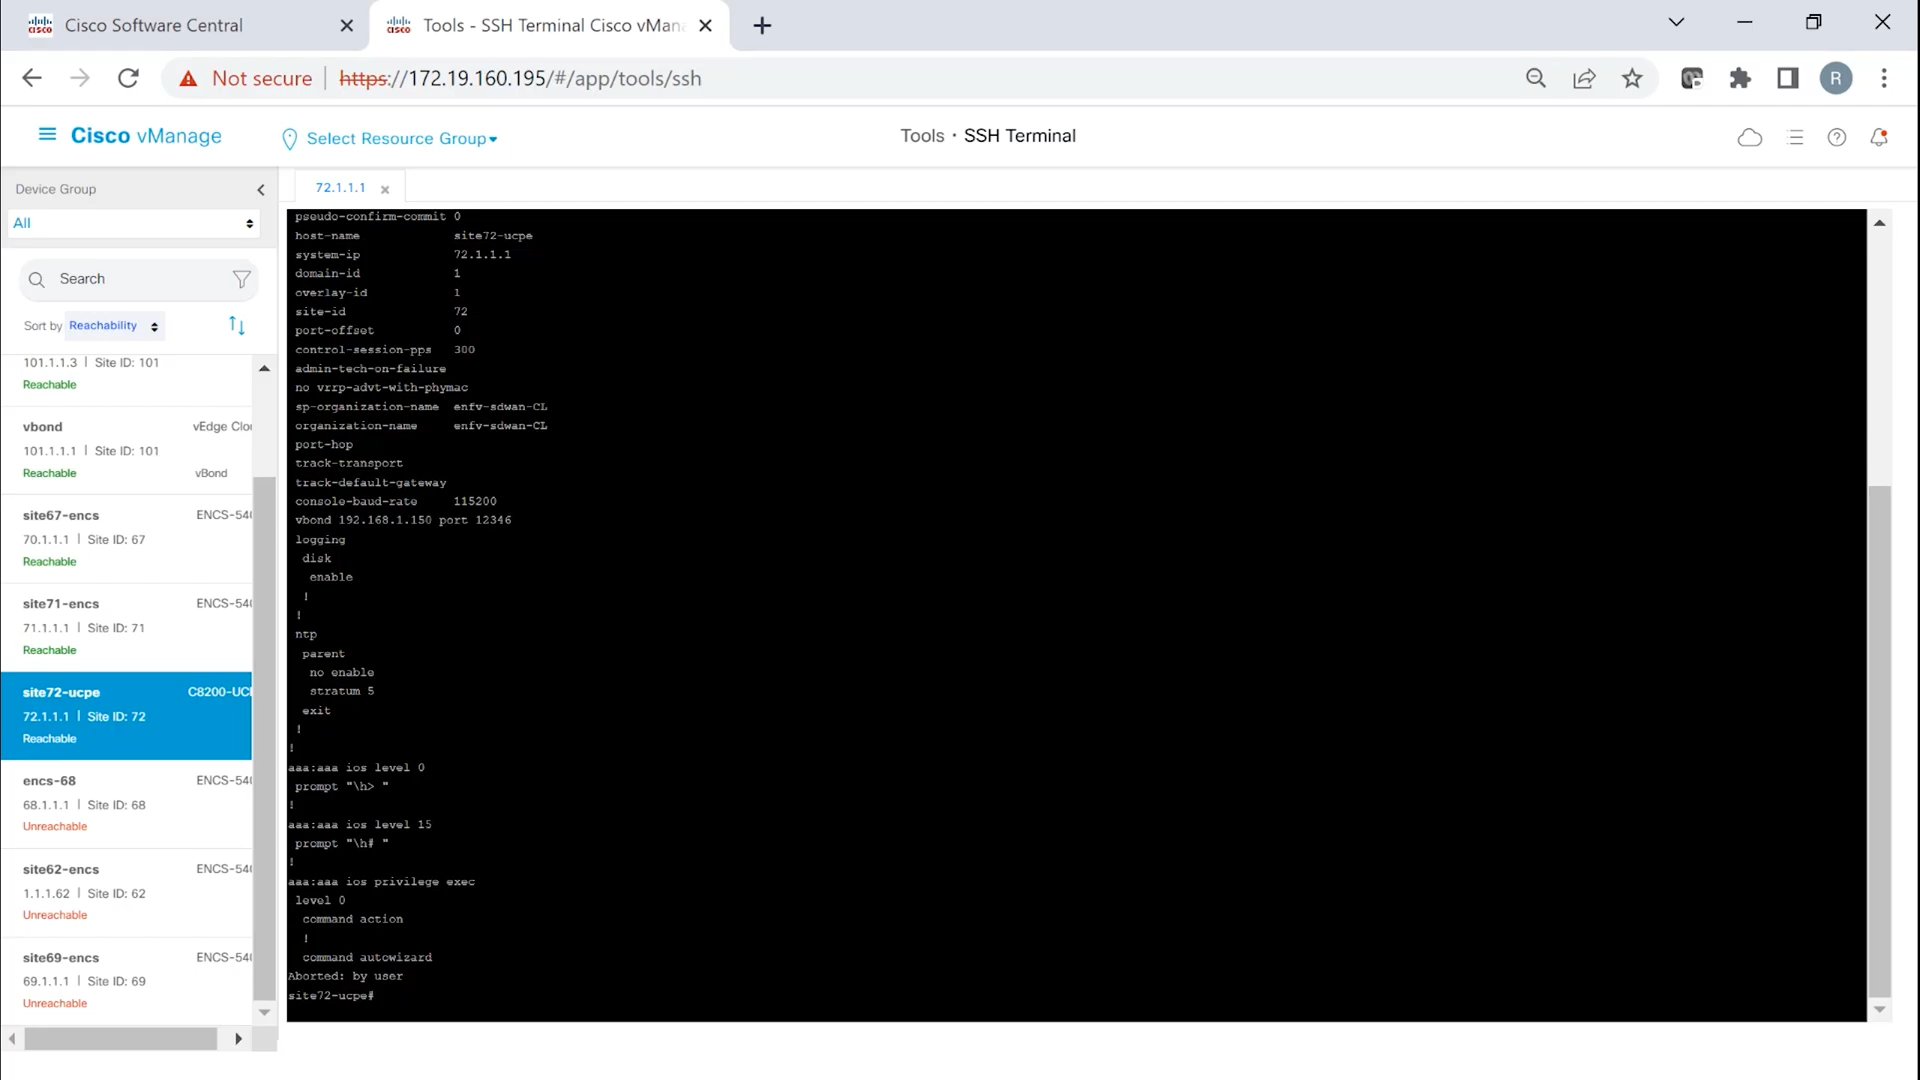 Cisco Software Central
Tools - SSH Terminal Cisco vMana
Not secure
https://172.19.160.195/#/app/tools/ssh
R
Cisco vManage
Select Resource Group
Tools · SSH Terminal
Device Group
All
Search
Sort by Reachability
101.1.1.3 | Site ID: 101
Reachable
vbond vEdge Clo
101.1.1.1 | Site ID: 101
Reachable vBond
site67-encs ENCS-540
70.1.1.1 | Site ID: 67
Reachable
site71-encs ENCS-540
71.1.1.1 | Site ID: 71
Reachable
site72-ucpe C8200-UCI
72.1.1.1 | Site ID: 72
Reachable
encs-68 ENCS-540
68.1.1.1 | Site ID: 68
Unreachable
site62-encs ENCS-540
1.1.1.62 | Site ID: 62
Unreachable
site69-encs ENCS-540
69.1.1.1 | Site ID: 69
Unreachable
72.1.1.1 x
pseudo-confirm-commit 0
host-name site72-ucpe
system-ip 72.1.1.1
domain-id 1
overlay-id 1
site-id 72
port-offset 0
control-session-pps 300
admin-tech-on-failure
no vrrp-advt-with-phymac
sp-organization-name enfv-sdwan-CL
organization-name enfv-sdwan-CL
port-hop
track-transport
track-default-gateway
console-baud-rate 115200
vbond 192.168.1.150 port 12346
logging
disk
enable
!
!
ntp
parent
no enable
stratum 5
exit
!
!
aaa:aaa ios level 0
prompt "\h> "
!
aaa:aaa ios level 15
prompt "\h# "
!
aaa:aaa ios privilege exec
level 0
command action
!
command autowizard
Aborted: by user
site72-ucpe#